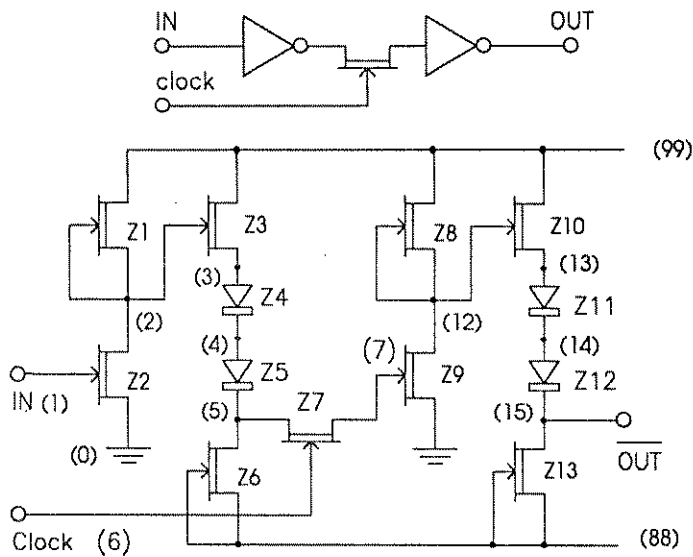 IN
OUT
clock
(99)
Z1
Z3
Z8
Z10
(3)
(13)
Z4
Z11
(2)
(12)
(4)
(7)
(14)
Z2
Z5
Z9
Z12
Z7
IN (1)
(5)
(15)
(0)
Z6
Z13
OUT
Clock (6)
(88)